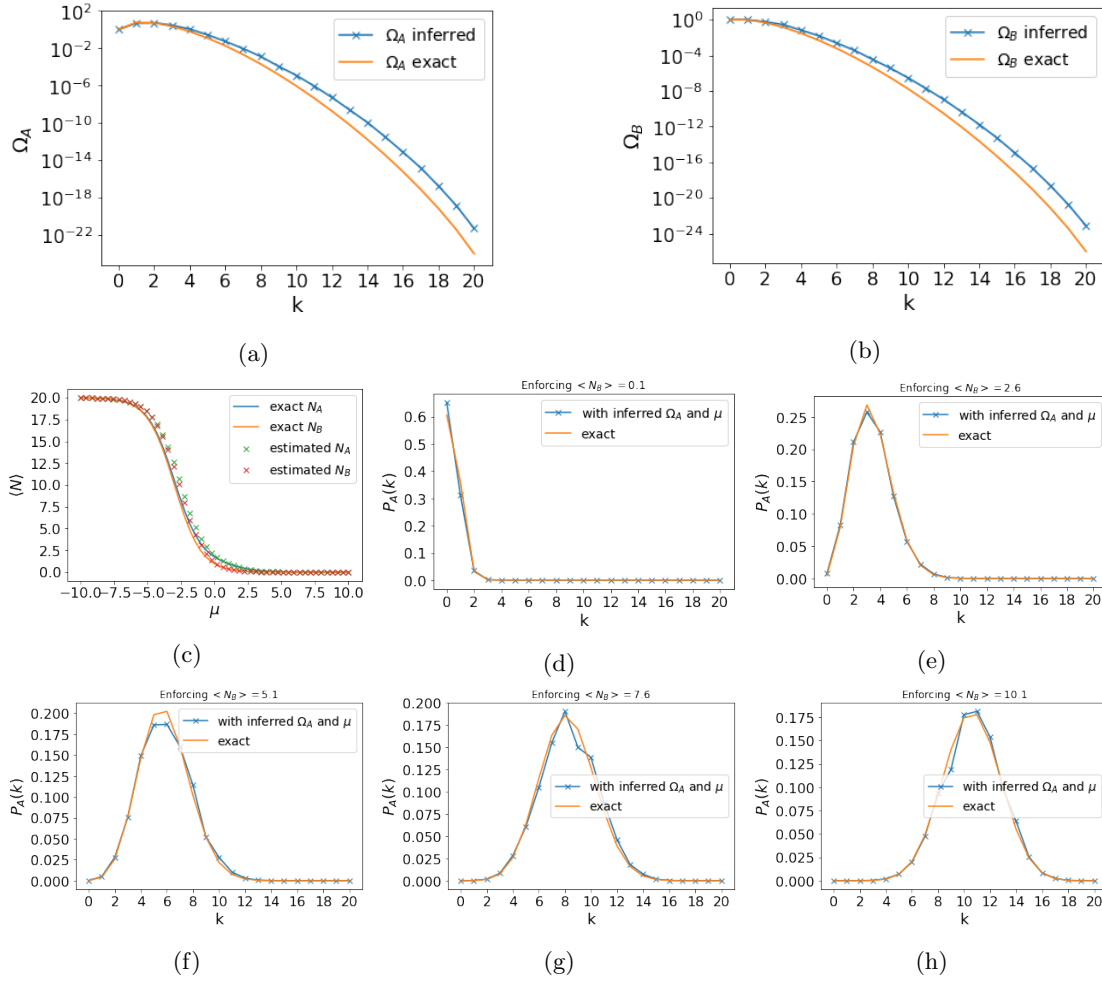 10^2
10^{-2}
10^{-6}
10^{-10}
10^{-14}
10^{-18}
10^{-22}
Ω_A
Ω_A inferred
Ω_A exact
0 2 4 6 8 10 12 14 16 18 20
k
(a)
10^0
10^{-4}
10^{-8}
10^{-12}
10^{-16}
10^{-20}
10^{-24}
Ω_B
Ω_B inferred
Ω_B exact
0 2 4 6 8 10 12 14 16 18 20
k
(b)
20.0
17.5
15.0
12.5
10.0
7.5
5.0
2.5
0.0
⟨N⟩
exact N_A
exact N_B
estimated N_A
estimated N_B
−10.0 −7.5 −5.0 −2.5 0.0 2.5 5.0 7.5 10.0
μ
(c)
Enforcing < N_B > = 0.1
0.6
0.5
0.4
0.3
0.2
0.1
0.0
P_A(k)
with inferred Ω_A and μ
exact
0 2 4 6 8 10 12 14 16 18 20
k
(d)
Enforcing < N_B > = 2.6
0.25
0.20
0.15
0.10
0.05
0.00
P_A(k)
with inferred Ω_A and μ
exact
0 2 4 6 8 10 12 14 16 18 20
k
(e)
Enforcing < N_B > = 5.1
0.200
0.175
0.150
0.125
0.100
0.075
0.050
0.025
0.000
P_A(k)
with inferred Ω_A and μ
exact
0 2 4 6 8 10 12 14 16 18 20
k
(f)
Enforcing < N_B > = 7.6
0.200
0.175
0.150
0.125
0.100
0.075
0.050
0.025
0.000
P_A(k)
with inferred Ω_A and μ
exact
0 2 4 6 8 10 12 14 16 18 20
k
(g)
Enforcing < N_B > = 10.1
0.175
0.150
0.125
0.100
0.075
0.050
0.025
0.000
P_A(k)
with inferred Ω_A and μ
exact
0 2 4 6 8 10 12 14 16 18 20
k
(h)